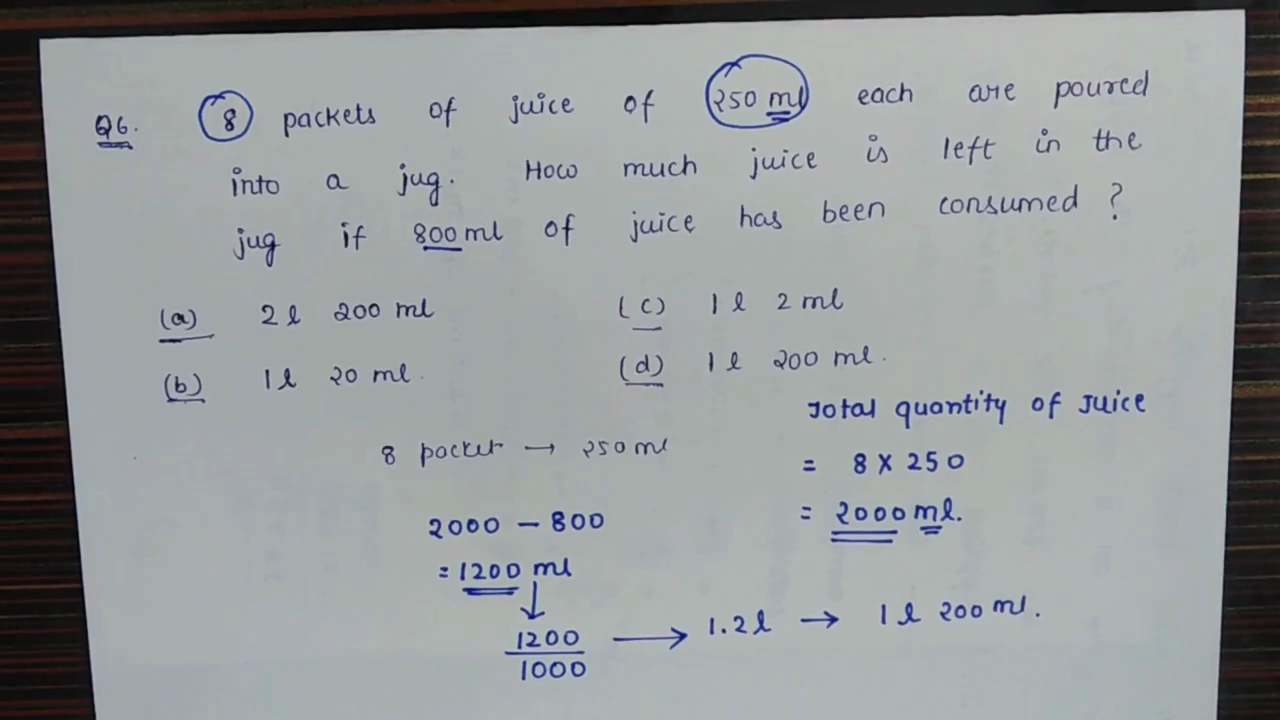 Q6. 8 packets of juice of 250 ml each are poured
into a jug. How much juice is left in the
jug if 800 ml of juice has been consumed ?
(a) 2 l 200 ml (c) 1 l 2 ml
(b) 1 l 20 ml. (d) 1 l 200 ml.
Total quantity of Juice
8 packet → 250 ml = 8 X 250
2000 - 800 = 2000 ml.
= 1200 ml
↓
1200/1000 → 1.2 l → 1 l 200 ml.